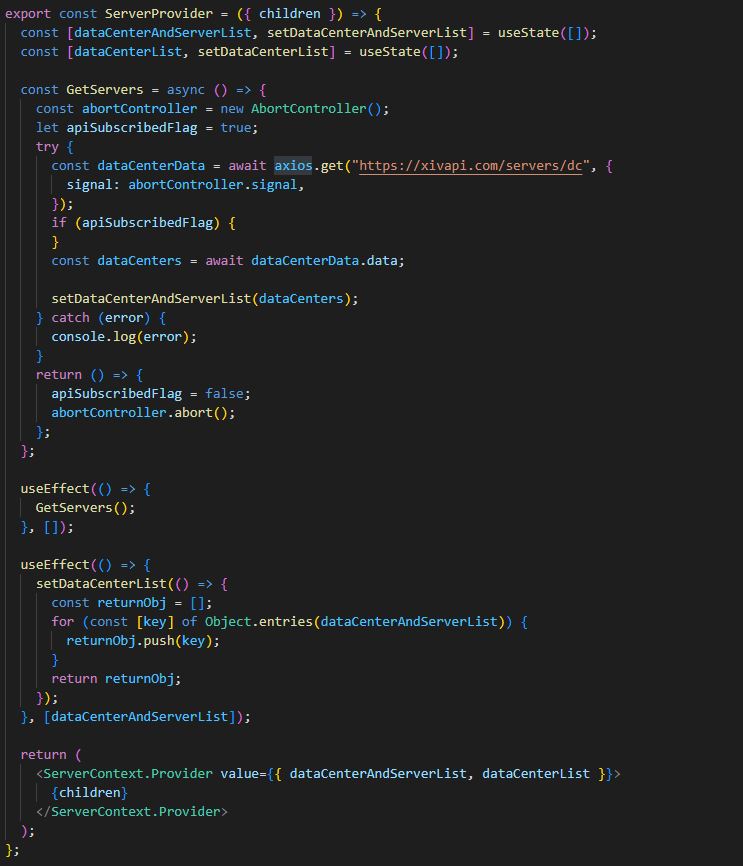 export const ServerProvider = ({ children }) => {
  const [dataCenterAndServerList, setDataCenterAndServerList] = useState([]);
  const [dataCenterList, setDataCenterList] = useState([]);

  const GetServers = async () => {
    const abortController = new AbortController();
    let apiSubscribedFlag = true;
    try {
      const dataCenterData = await axios.get("https://xivapi.com/servers/dc", {
        signal: abortController.signal,
      });
      if (apiSubscribedFlag) {
      }
      const dataCenters = await dataCenterData.data;

      setDataCenterAndServerList(dataCenters);
    } catch (error) {
      console.log(error);
    }
    return () => {
      apiSubscribedFlag = false;
      abortController.abort();
    };
  };

  useEffect(() => {
    GetServers();
  }, []);

  useEffect(() => {
    setDataCenterList(() => {
      const returnObj = [];
      for (const [key] of Object.entries(dataCenterAndServerList)) {
        returnObj.push(key);
      }
      return returnObj;
    });
  }, [dataCenterAndServerList]);

  return (
    <ServerContext.Provider value={{ dataCenterAndServerList, dataCenterList }}>
      {children}
    </ServerContext.Provider>
  );
};